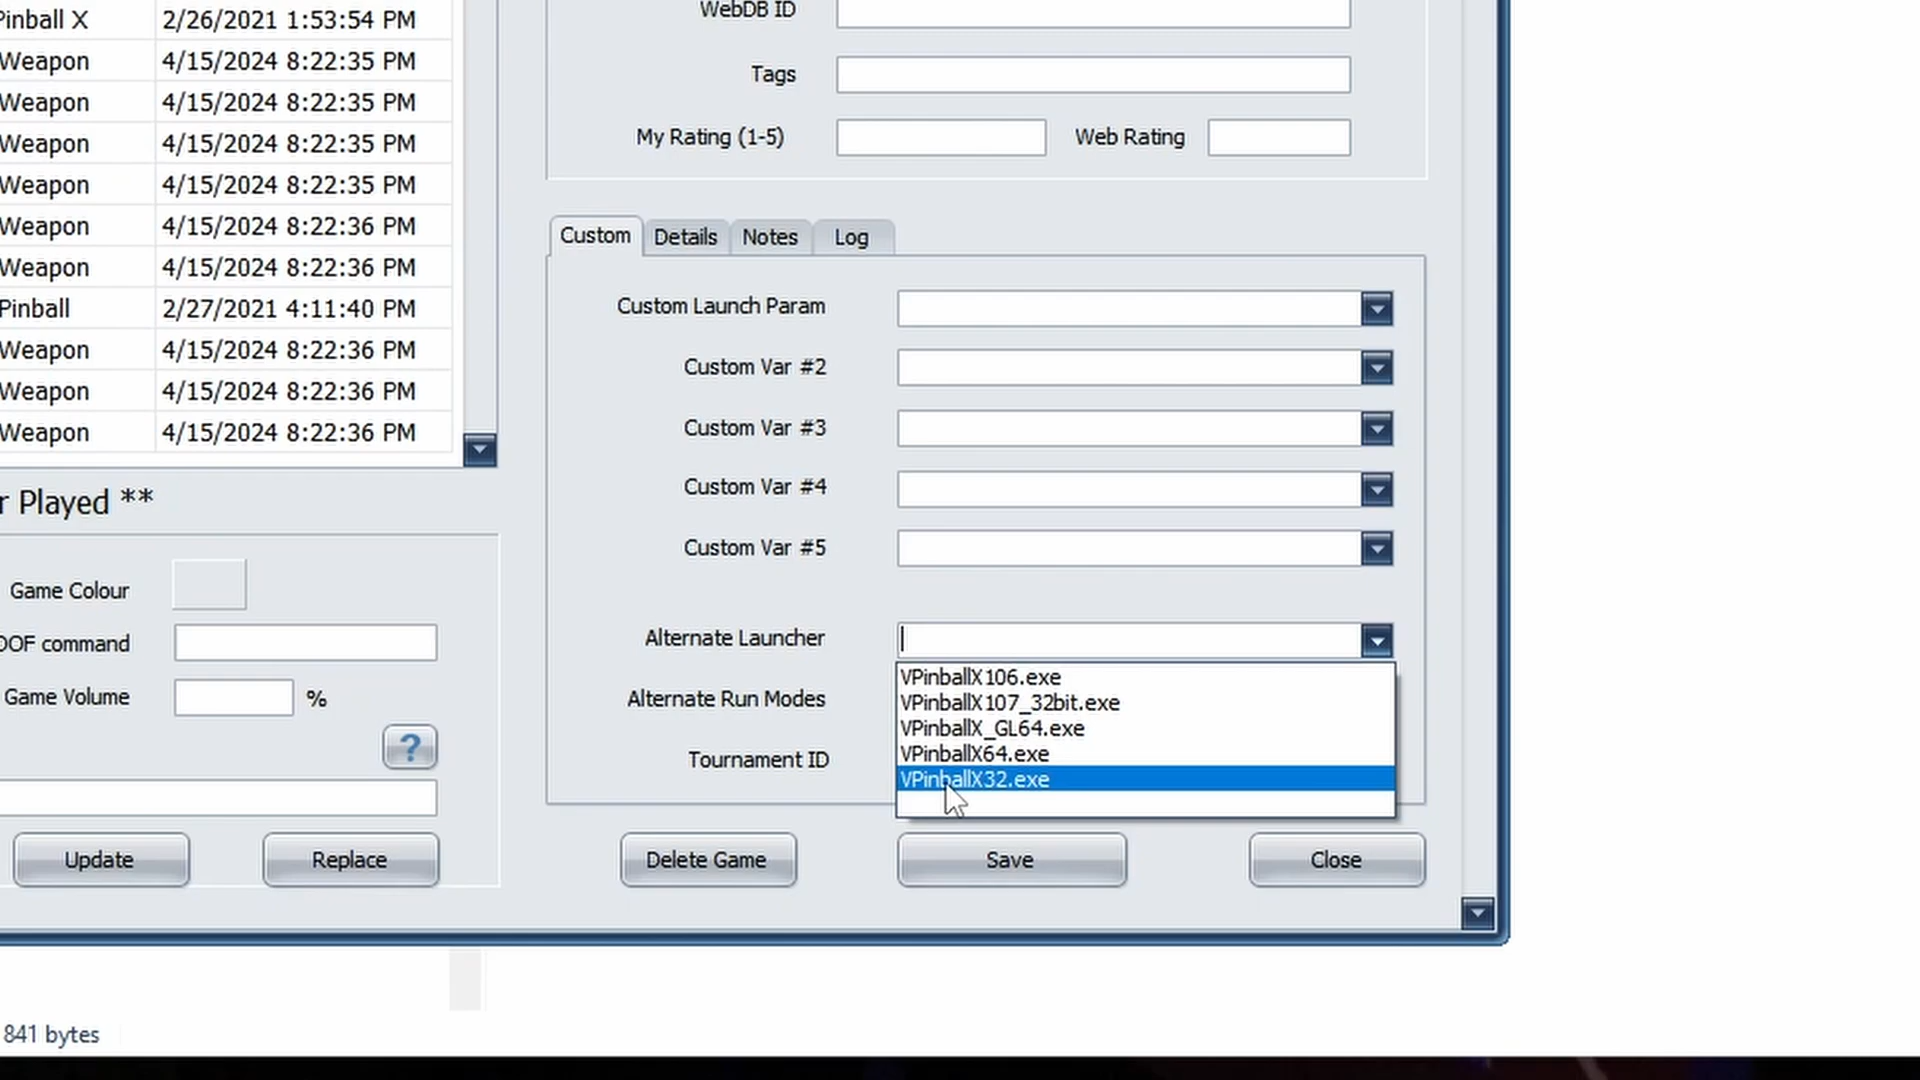 Pinball X 2/26/2021 1:53:54 PM
Weapon 4/15/2024 8:22:35 PM
Weapon 4/15/2024 8:22:35 PM
Weapon 4/15/2024 8:22:35 PM
Weapon 4/15/2024 8:22:35 PM
Weapon 4/15/2024 8:22:36 PM
Weapon 4/15/2024 8:22:36 PM
Pinball 2/27/2021 4:11:40 PM
Weapon 4/15/2024 8:22:36 PM
Weapon 4/15/2024 8:22:36 PM
Weapon 4/15/2024 8:22:36 PM
r Played **
Game Colour
OOF command
Game Volume %
?
Update Replace
WebDB ID
Tags
My Rating (1-5) Web Rating
Custom Details Notes Log
Custom Launch Param
Custom Var #2
Custom Var #3
Custom Var #4
Custom Var #5
Alternate Launcher
VPinballX106.exe
VPinballX107_32bit.exe
VPinballX_GL64.exe
VPinballX64.exe
VPinballX32.exe
Alternate Run Modes
Tournament ID
Delete Game Save Close
841 bytes